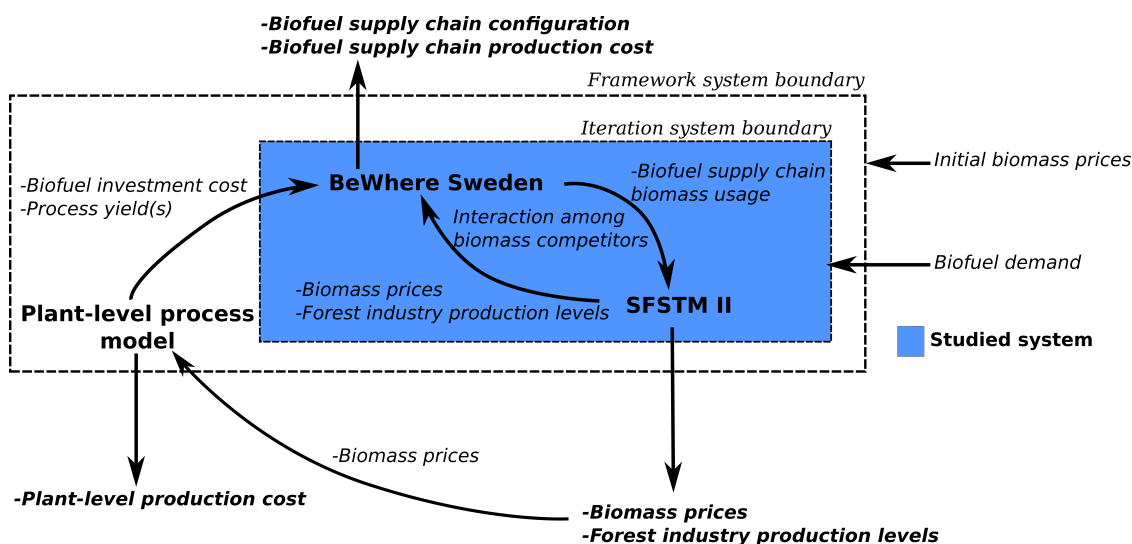 -Biofuel supply chain configuration
-Biofuel supply chain production cost
Framework system boundary
Iteration system boundary
Initial biomass prices
-Biofuel investment cost
-Process yield(s)
BeWhere Sweden
-Biofuel supply chain
biomass usage
Interaction among
biomass competitors
Biofuel demand
-Biomass prices
-Forest industry production levels
SFSTM II
Plant-level process
model
Studied system
-Biomass prices
-Plant-level production cost
-Biomass prices
-Forest industry production levels